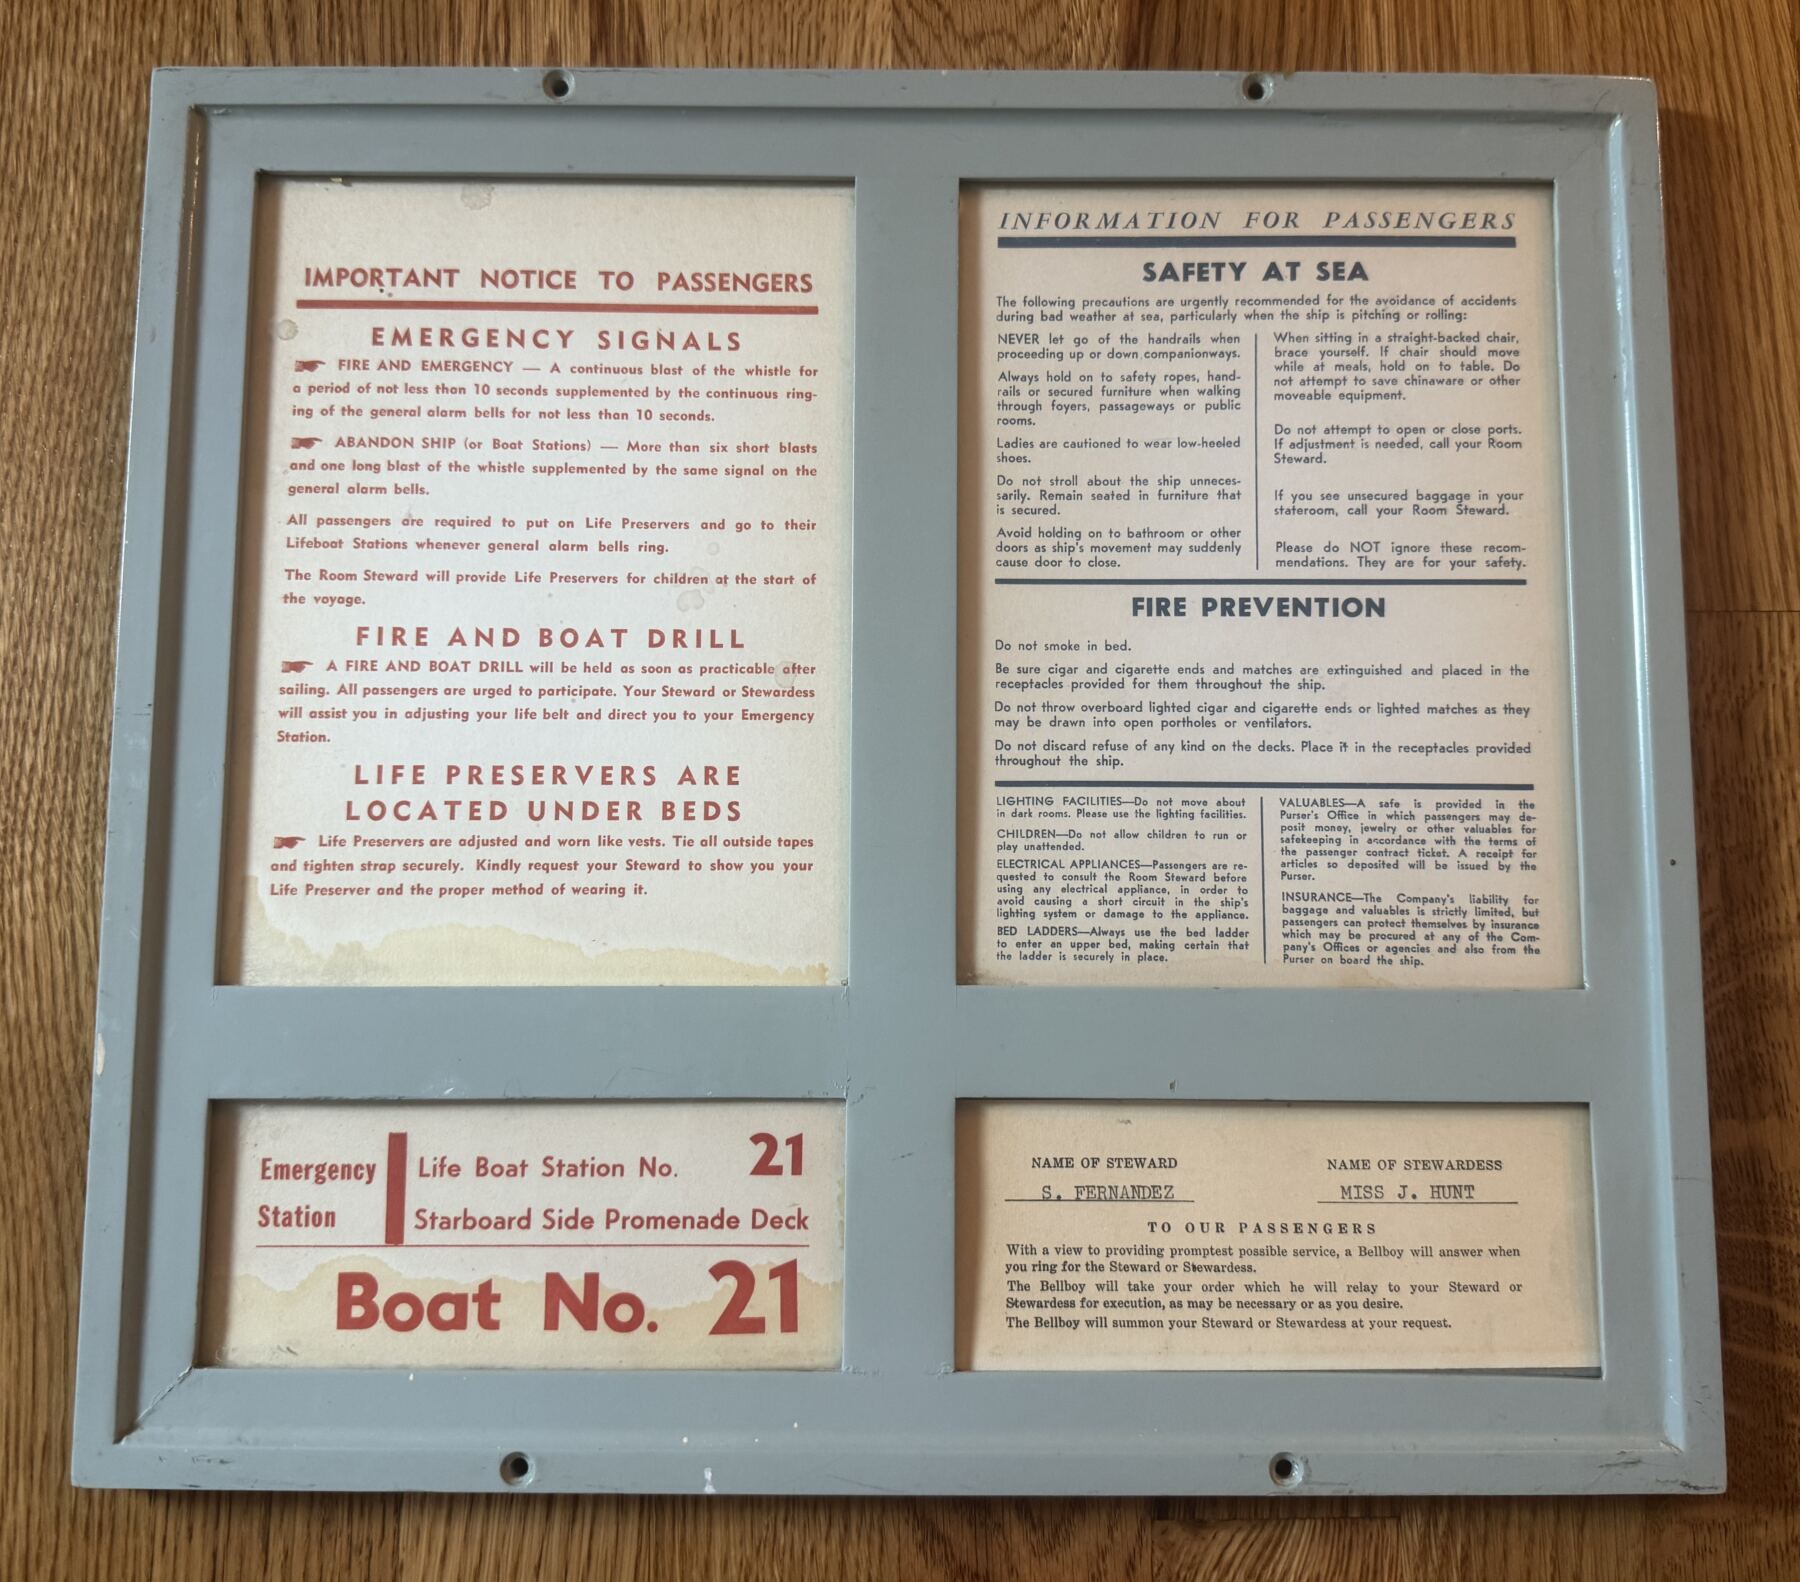 IMPORTANT NOTICE TO PASSENGERS
EMERGENCY SIGNALS
FIRE AND EMERGENCY — A continuous blast of the whistle for
a period of not less than 10 seconds supplemented by the continuous ring-
ing of the general alarm bells for not less than 10 seconds.
ABANDON SHIP (or Boat Stations) — More than six short blasts
and one long blast of the whistle supplemented by the same signal on the
general alarm bells.
All passengers are required to put on Life Preservers and go to their
Lifeboat Stations whenever general alarm bells ring.
The Room Steward will provide Life Preservers for children at the start of
the voyage.
FIRE AND BOAT DRILL
A FIRE AND BOAT DRILL will be held as soon as practicable after
sailing. All passengers are urged to participate. Your Steward or Stewardess
will assist you in adjusting your life belt and direct you to your Emergency
Station.
LIFE PRESERVERS ARE
LOCATED UNDER BEDS
Life Preservers are adjusted and worn like vests. Tie all outside tapes
and tighten strap securely. Kindly request your Steward to show you your
Life Preserver and the proper method of wearing it.
INFORMATION FOR PASSENGERS
SAFETY AT SEA
The following precautions are urgently recommended for the avoidance of accidents
during bad weather at sea, particularly when the ship is pitching or rolling:
NEVER let go of the handrails when
proceeding up or down companionways.
Always hold on to safety ropes, hand-
rails or secured furniture when walking
through foyers, passageways or public
rooms.
Ladies are cautioned to wear low-heeled
shoes.
Do not stroll about the ship unneces-
sarily. Remain seated in furniture that
is secured.
Avoid holding on to bathroom or other
doors as ship's movement may suddenly
cause door to close.
When sitting in a straight-backed chair,
brace yourself. If chair should move
while at meals, hold on to table. Do
not attempt to save chinaware or other
moveable equipment.
Do not attempt to open or close ports.
If adjustment is needed, call your Room
Steward.
If you see unsecured baggage in your
stateroom, call your Room Steward.
Please do NOT ignore these recom-
mendations. They are for your safety.
FIRE PREVENTION
Do not smoke in bed.
Be sure cigar and cigarette ends and matches are extinguished and placed in the
receptacles provided for them throughout the ship.
Do not throw overboard lighted cigar and cigarette ends or lighted matches as they
may be drawn into open portholes or ventilators.
Do not discard refuse of any kind on the decks. Place it in the receptacles provided
throughout the ship.
LIGHTING FACILITIES—Do not move about
in dark rooms. Please use the lighting facilities.
CHILDREN—Do not allow children to run or
play unattended.
ELECTRICAL APPLIANCES—Passengers are re-
quested to consult the Room Steward before
using any electrical appliance, in order to
avoid causing a short circuit in the ship's
lighting system or damage to the appliance.
BED LADDERS—Always use the bed ladder
to enter an upper bed, making certain that
the ladder is securely in place.
VALUABLES—A safe is provided in the
Purser's Office in which passengers may de-
posit money, jewelry or other valuables for
safekeeping in accordance with the terms of
the passenger contract ticket. A receipt for
articles so deposited will be issued by the
Purser.
INSURANCE—The Company's liability for
baggage and valuables is strictly limited, but
passengers can protect themselves by insurance
which may be procured at any of the Com-
pany's Offices or agencies and also from the
Purser on board the ship.
Emergency
Station
Life Boat Station No. 21
Starboard Side Promenade Deck
Boat No. 21
NAME OF STEWARD
S. FERNANDEZ
NAME OF STEWARDESS
MISS J. HUNT
TO OUR PASSENGERS
With a view to providing promptest possible service, a Bellboy will answer when
you ring for the Steward or Stewardess.
The Bellboy will take your order which he will relay to your Steward or
Stewardess for execution, as may be necessary or as you desire.
The Bellboy will summon your Steward or Stewardess at your request.